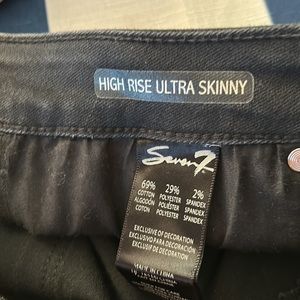 HIGH RISE ULTRA SKINNY
Seven7
69% 29% 2%
COTTON POLYESTER SPANDEX
ALGODÓN POLIÉSTER SPANDEX
COTON POLYESTER SPANDEX
EXCLUSIVE OF DECORATION
EXCLUSIVO PARA DECORACIÓN
EXCLUSIF DE DÉCORATION
MADE IN CHINA